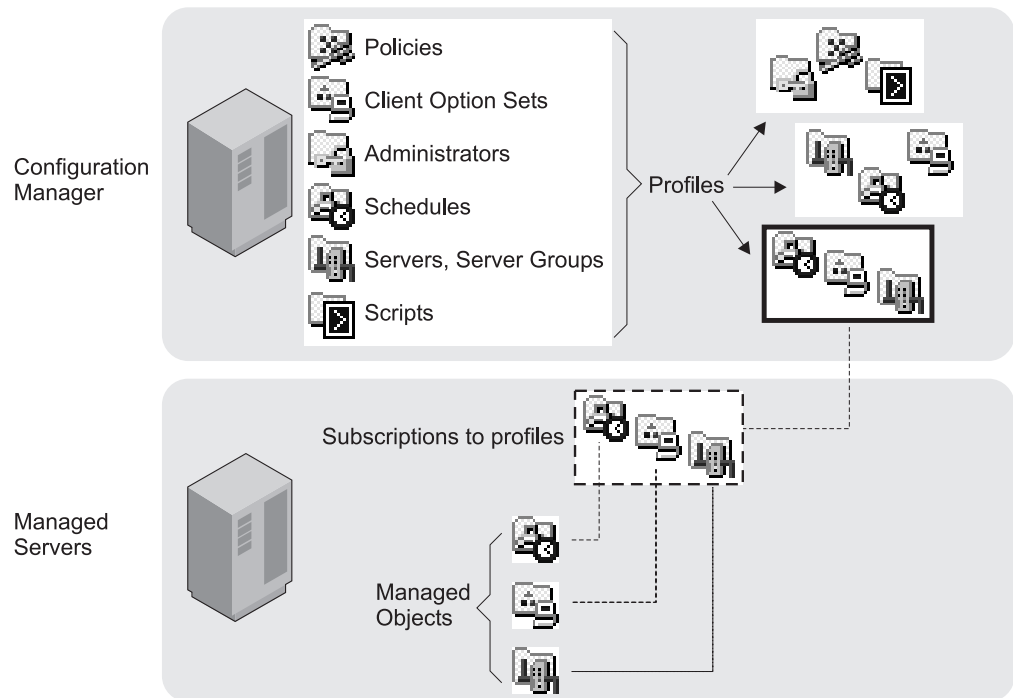 Configuration
Manager
Policies
Client Option Sets
Administrators
Schedules
Servers, Server Groups
Scripts
Profiles
Managed
Servers
Subscriptions to profiles
Managed
Objects